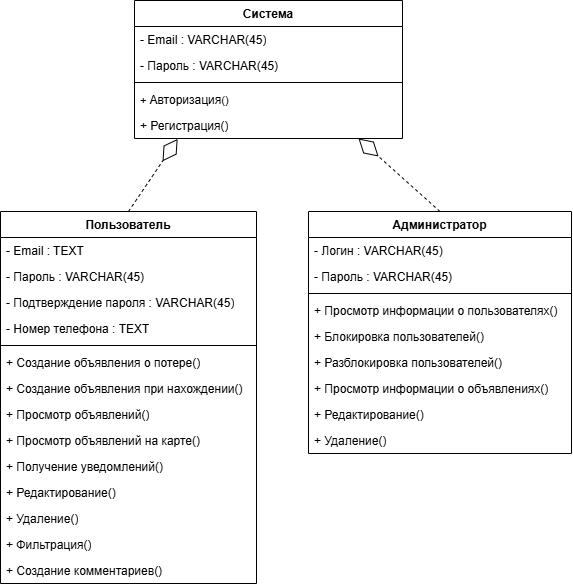 Система
- Email : VARCHAR(45)
- Пароль : VARCHAR(45)
+ Авторизация()
+ Регистрация()
Пользователь
- Email : TEXT
- Пароль : VARCHAR(45)
- Подтверждение пароля : VARCHAR(45)
- Номер телефона : TEXT
+ Создание объявления о потере()
+ Создание объявления при нахождении()
+ Просмотр объявлений()
+ Просмотр объявлений на карте()
+ Получение уведомлений()
+ Редактирование()
+ Удаление()
+ Фильтрация()
+ Создание комментариев()
Администратор
- Логин : VARCHAR(45)
- Пароль : VARCHAR(45)
+ Просмотр информации о пользователях()
+ Блокировка пользователей()
+ Разблокировка пользователей()
+ Просмотр информации о объявлениях()
+ Редактирование()
+ Удаление()